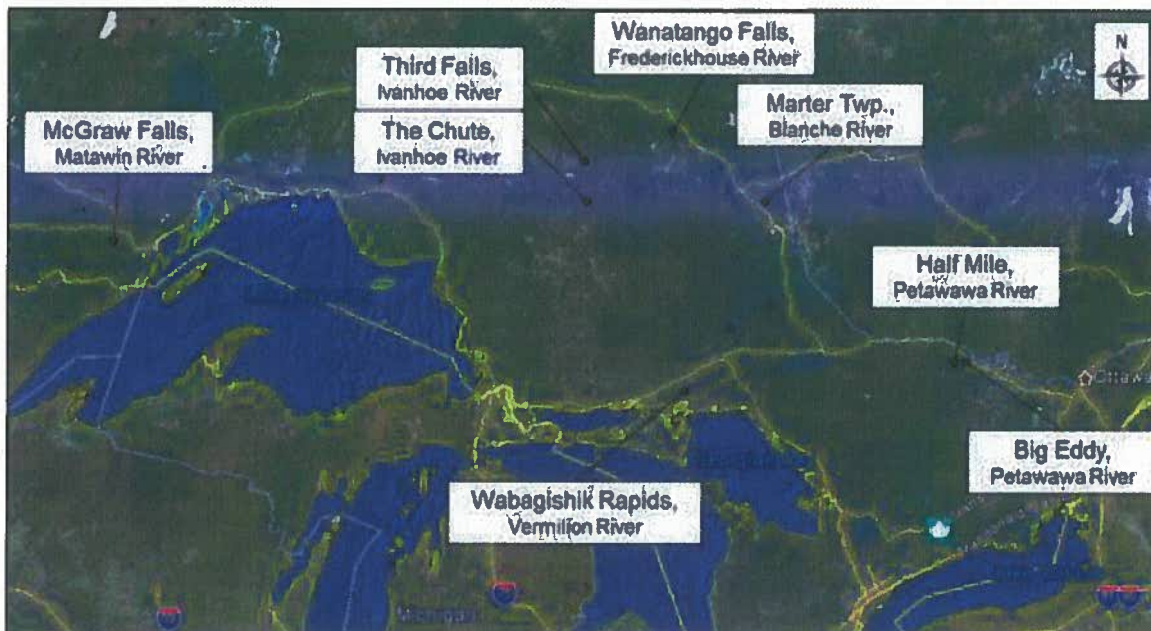 Wanatango Falls,
Frederickhouse River
N
Third Falls,
Ivanhoe River
Marter Twp.,
Blanche River
McGraw Falls,
Matawin River
The Chute,
Ivanhoe River
Half Mile,
Petawawa River
Ottawa
Big Eddy,
Petawawa River
Wabagishik Rapids,
Vermilion River
Michigan